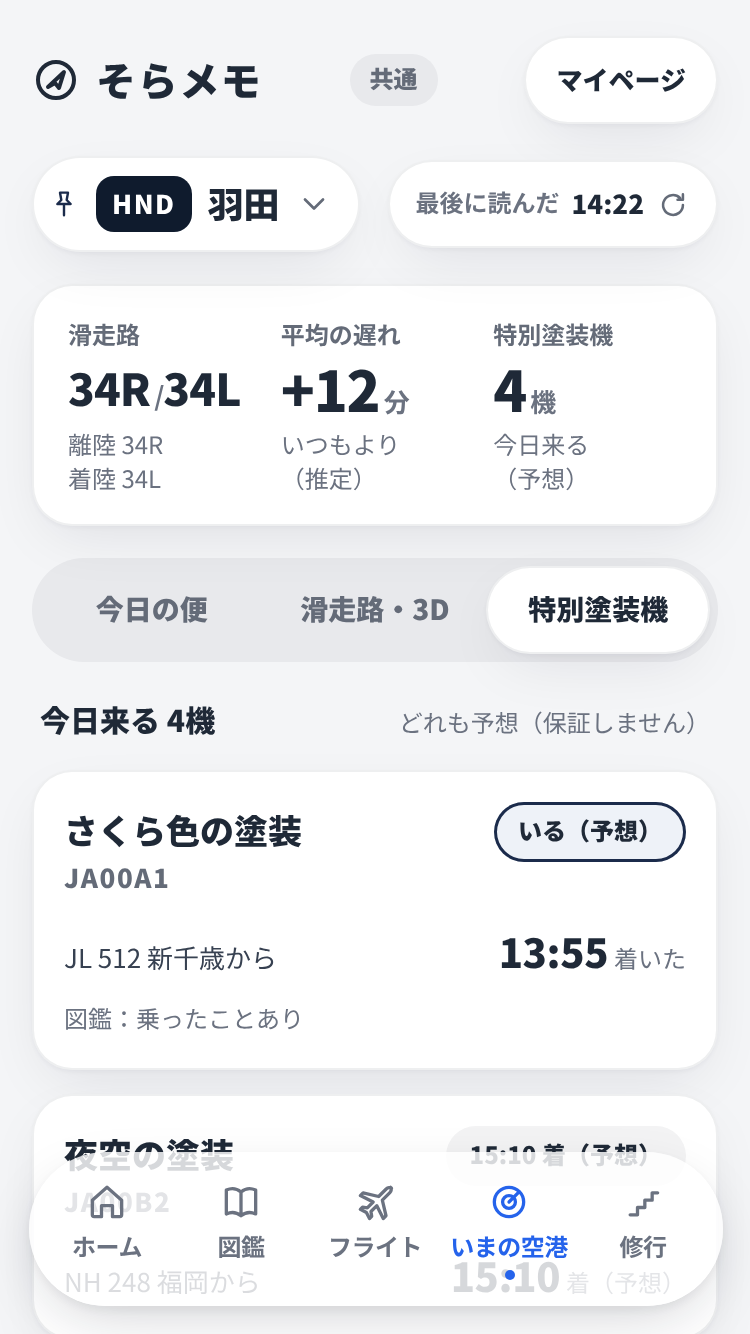 そらメモ
共通
マイページ
HND 羽田
最後に読んだ 14:22
滑走路
34R/34L
離陸 34R
着陸 34L
平均の遅れ
+12分
いつもより
（推定）
特別塗装機
4機
今日来る
（予想）
今日の便
滑走路・3D
特別塗装機
今日来る 4機
どれも予想（保証しません）
さくら色の塗装
いる（予想）
JA00A1
JL 512 新千歳から
13:55 着いた
図鑑：乗ったことあり
夜空の塗装
15:10 着（予想）
JA00B2
NH 248 福岡から
15:10 着（予想）
ホーム
図鑑
フライト
いまの空港
修行